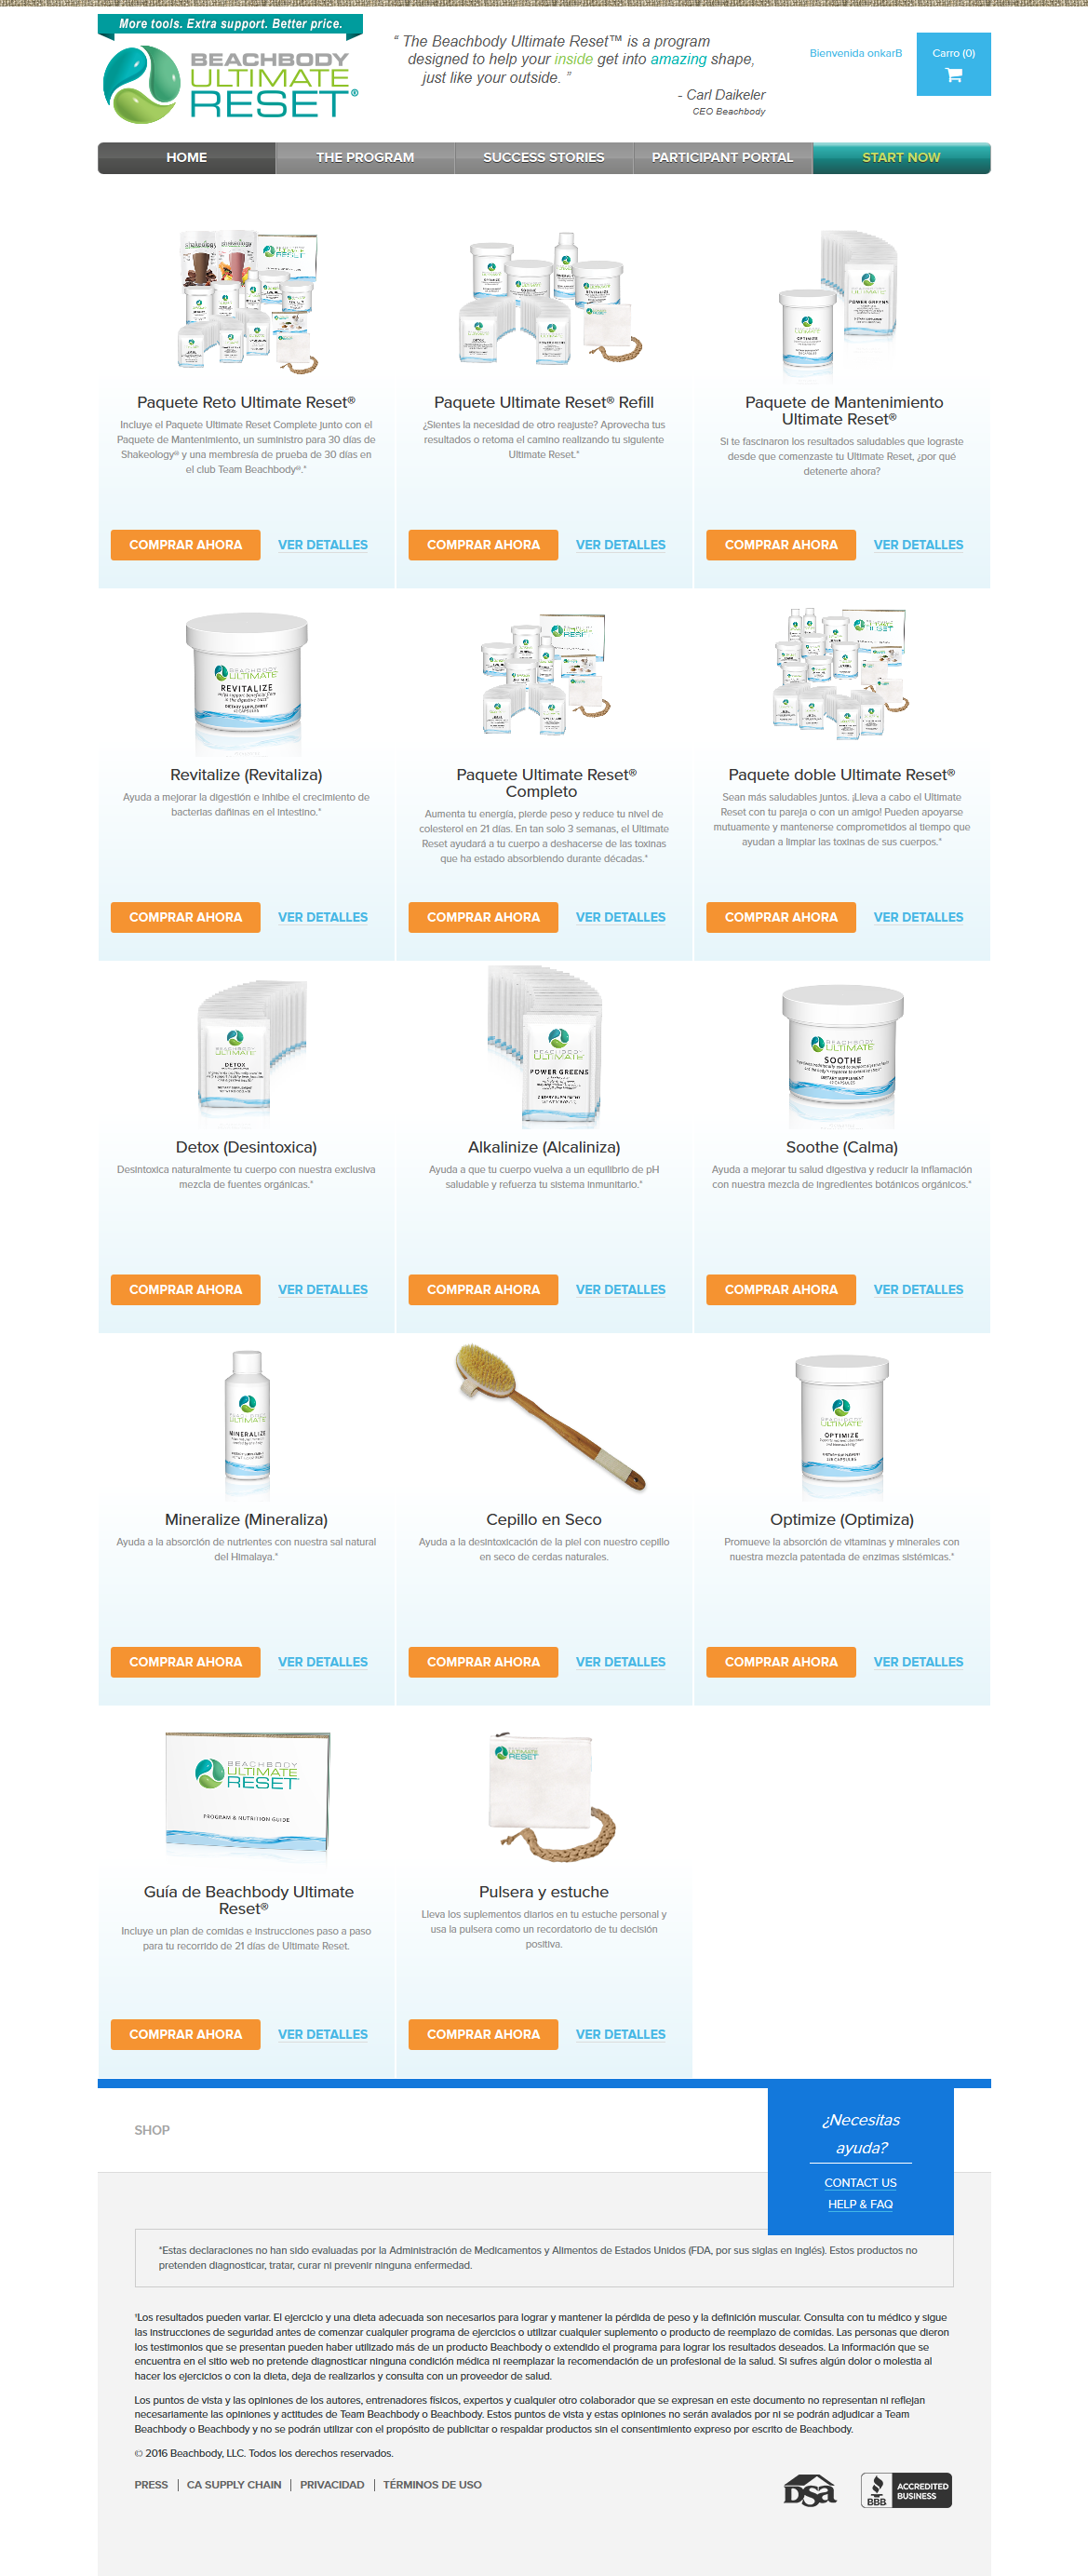 More tools. Extra support. Better price.
BEACHBODY
ULTIMATE
RESET®
“ The Beachbody Ultimate Reset™ is a program
designed to help your inside get into amazing shape,
just like your outside. ”
- Carl Daikeler
CEO Beachbody
Bienvenida onkarB
Carro (0)
HOME
THE PROGRAM
SUCCESS STORIES
PARTICIPANT PORTAL
START NOW
Paquete Reto Ultimate Reset®
Incluye el Paquete Ultimate Reset Complete junto con el
Paquete de Mantenimiento, un suministro para 30 días de
Shakeology® y una membresía de prueba de 30 días en
el club Team Beachbody®.*
COMPRAR AHORA
VER DETALLES
Paquete Ultimate Reset® Refill
¿Sientes la necesidad de otro reajuste? Aprovecha tus
resultados o retoma el camino realizando tu siguiente
Ultimate Reset.*
COMPRAR AHORA
VER DETALLES
Paquete de Mantenimiento
Ultimate Reset®
Si te fascinaron los resultados saludables que lograste
desde que comenzaste tu Ultimate Reset, ¿por qué
detenerte ahora?
COMPRAR AHORA
VER DETALLES
BEACHBODY
ULTIMATE
REVITALIZE
DIETARY SUPPLEMENT
Revitalize (Revitaliza)
Ayuda a mejorar la digestión e inhibe el crecimiento de
bacterias dañinas en el intestino.*
COMPRAR AHORA
VER DETALLES
Paquete Ultimate Reset®
Completo
Aumenta tu energía, pierde peso y reduce tu nivel de
colesterol en 21 días. En tan solo 3 semanas, el Ultimate
Reset ayudará a tu cuerpo a deshacerse de las toxinas
que ha estado absorbiendo durante décadas.*
COMPRAR AHORA
VER DETALLES
Paquete doble Ultimate Reset®
Sean más saludables juntos. ¡Lleva a cabo el Ultimate
Reset con tu pareja o con un amigo! Pueden apoyarse
mutuamente y mantenerse comprometidos al tiempo que
ayudan a limpiar las toxinas de sus cuerpos.*
COMPRAR AHORA
VER DETALLES
BEACHBODY
ULTIMATE
DETOX
Detox (Desintoxica)
Desintoxica naturalmente tu cuerpo con nuestra exclusiva
mezcla de fuentes orgánicas.*
COMPRAR AHORA
VER DETALLES
BEACHBODY
ULTIMATE
POWER GREENS
Alkalinize (Alcaliniza)
Ayuda a que tu cuerpo vuelva a un equilibrio de pH
saludable y refuerza tu sistema inmunitario.*
COMPRAR AHORA
VER DETALLES
BEACHBODY
ULTIMATE
SOOTHE
DIETARY SUPPLEMENT
Soothe (Calma)
Ayuda a mejorar tu salud digestiva y reducir la inflamación
con nuestra mezcla de ingredientes botánicos orgánicos.*
COMPRAR AHORA
VER DETALLES
ULTIMATE
MINERALIZE
Mineralize (Mineraliza)
Ayuda a la absorción de nutrientes con nuestra sal natural
del Himalaya.*
COMPRAR AHORA
VER DETALLES
Cepillo en Seco
Ayuda a la desintoxicación de la piel con nuestro cepillo
en seco de cerdas naturales.
COMPRAR AHORA
VER DETALLES
ULTIMATE
OPTIMIZE
Optimize (Optimiza)
Promueve la absorción de vitaminas y minerales con
nuestra mezcla patentada de enzimas sistémicas.*
COMPRAR AHORA
VER DETALLES
BEACHBODY
ULTIMATE
RESET
PROGRAM & NUTRITION GUIDE
Guía de Beachbody Ultimate
Reset®
Incluye un plan de comidas e instrucciones paso a paso
para tu recorrido de 21 días de Ultimate Reset.
COMPRAR AHORA
VER DETALLES
ULTIMATE
RESET
Pulsera y estuche
Lleva los suplementos diarios en tu estuche personal y
usa la pulsera como un recordatorio de tu decisión
positiva.
COMPRAR AHORA
VER DETALLES
SHOP
¿Necesitas
ayuda?
CONTACT US
HELP & FAQ
*Estas declaraciones no han sido evaluadas por la Administración de Medicamentos y Alimentos de Estados Unidos (FDA, por sus siglas en inglés). Estos productos no
pretenden diagnosticar, tratar, curar ni prevenir ninguna enfermedad.
†Los resultados pueden variar. El ejercicio y una dieta adecuada son necesarios para lograr y mantener la pérdida de peso y la definición muscular. Consulta con tu médico y sigue
las instrucciones de seguridad antes de comenzar cualquier programa de ejercicios o utilizar cualquier suplemento o producto de reemplazo de comidas. Las personas que dieron
los testimonios que se presentan pueden haber utilizado más de un producto Beachbody o extendido el programa para lograr los resultados deseados. La información que se
encuentra en el sitio web no pretende diagnosticar ninguna condición médica ni reemplazar la recomendación de un profesional de la salud. Si sufres algún dolor o molestia al
hacer los ejercicios o con la dieta, deja de realizarlos y consulta con un proveedor de salud.
Los puntos de vista y las opiniones de los autores, entrenadores físicos, expertos y cualquier otro colaborador que se expresan en este documento no representan ni reflejan
necesariamente las opiniones y actitudes de Team Beachbody o Beachbody. Estos puntos de vista y estas opiniones no serán avalados por ni se podrán adjudicar a Team
Beachbody o Beachbody y no se podrán utilizar con el propósito de publicitar o respaldar productos sin el consentimiento expreso por escrito de Beachbody.
© 2016 Beachbody, LLC. Todos los derechos reservados.
PRESS
CA SUPPLY CHAIN
PRIVACIDAD
TÉRMINOS DE USO
DSA
BBB
ACCREDITED
BUSINESS